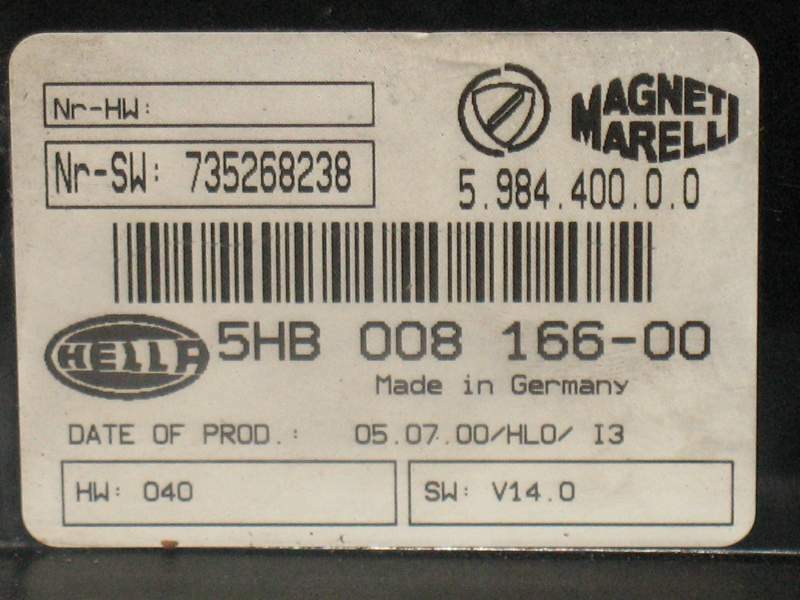 Nr-HW:
MAGNETI MARELLI
Nr-SW: 735268238
5.984.400.0.0
HELLA
5HB 008 166-00
Made in Germany
DATE OF PROD.: 05.07.00/HL0/ I3
HW: 040
SW: V14.0